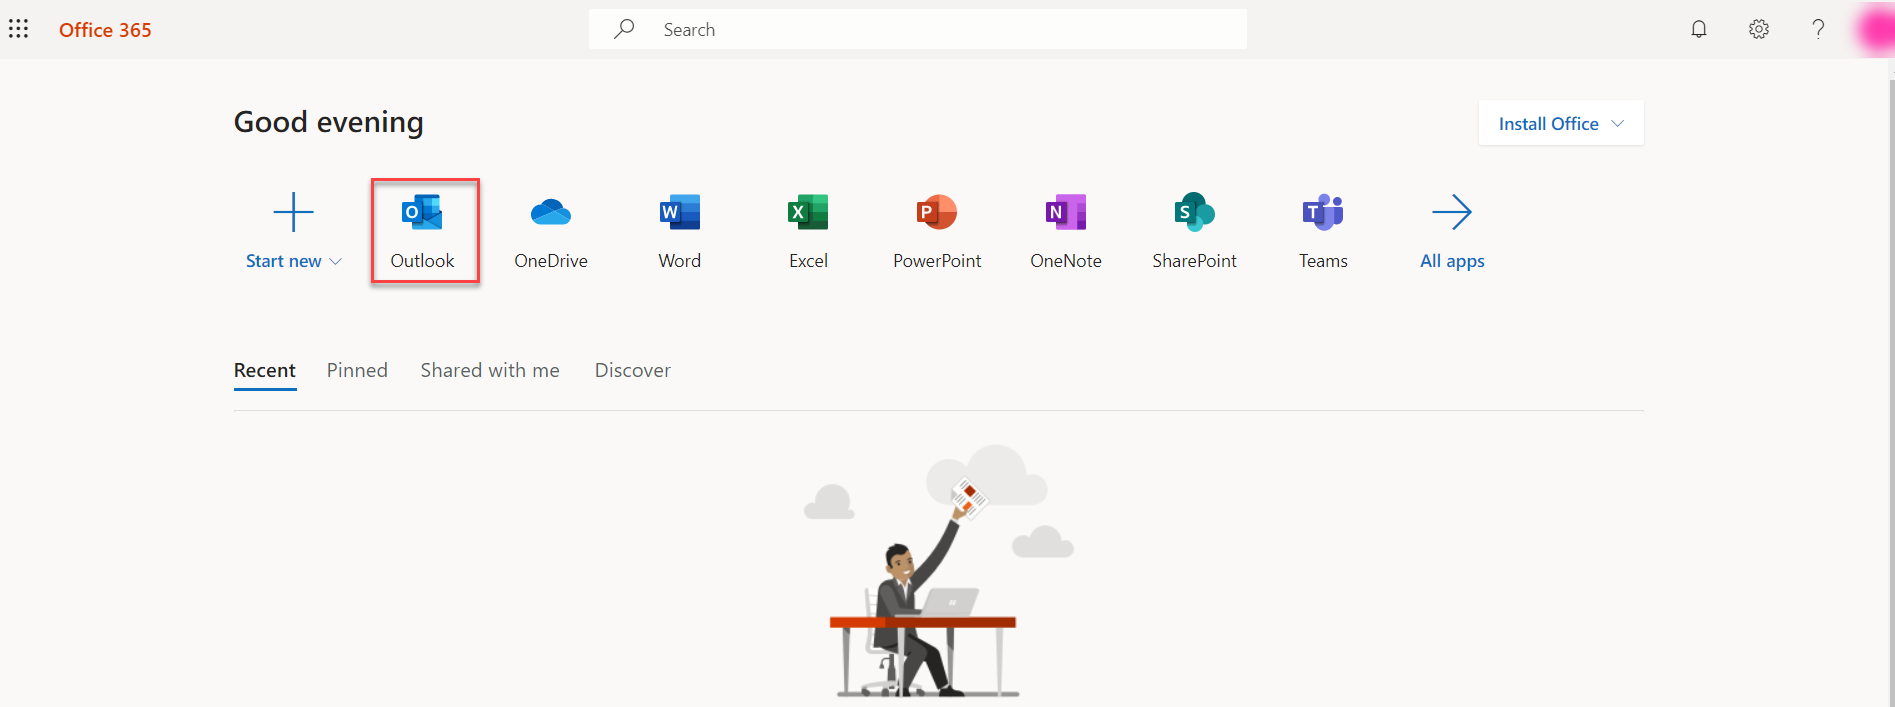 Office 365
Search
Good evening
Install Office
Start new
Outlook
OneDrive
Word
Excel
PowerPoint
OneNote
SharePoint
Teams
All apps
Recent Pinned Shared with me Discover